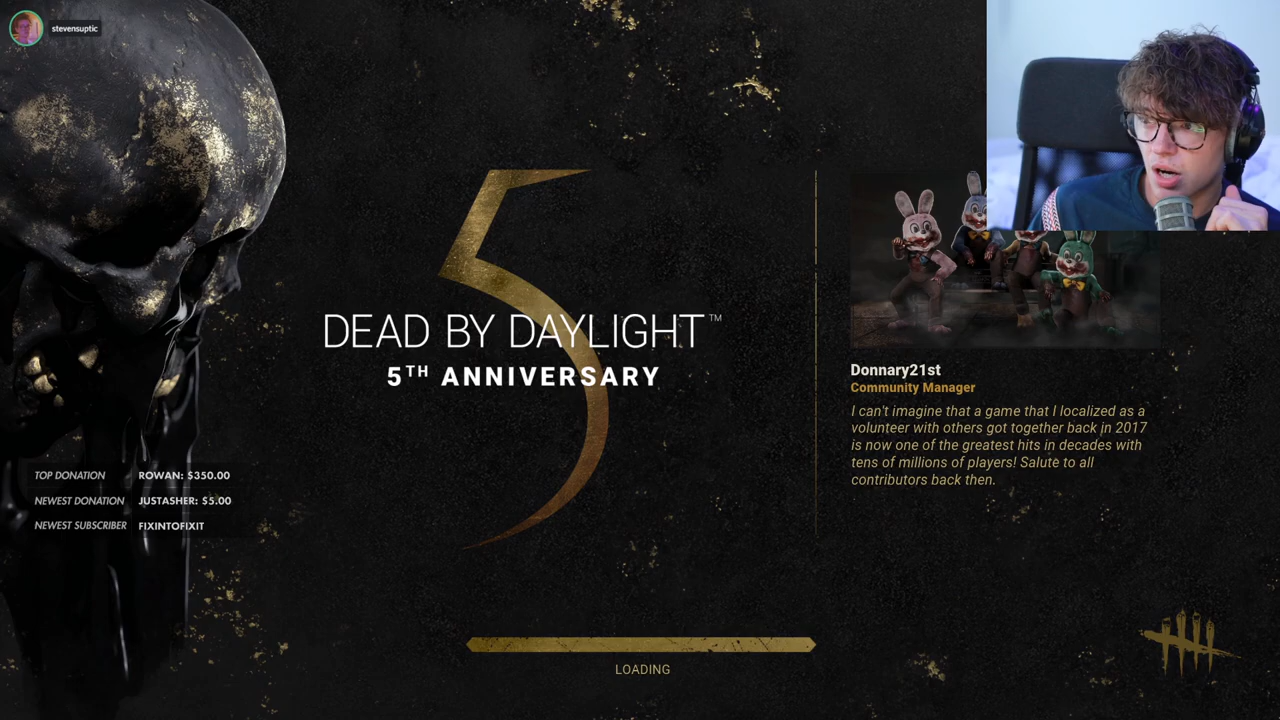 stevensuptic
DEAD BY DAYLIGHT™
5TH ANNIVERSARY
5
Donnary21st
Community Manager
I can't imagine that a game that I localized as a
volunteer with others got together back in 2017
is now one of the greatest hits in decades with
tens of millions of players! Salute to all
contributors back then.
TOP DONATION ROWAN: $350.00
NEWEST DONATION JUSTASHER: $5.00
NEWEST SUBSCRIBER FIXINTOFIXIT
LOADING